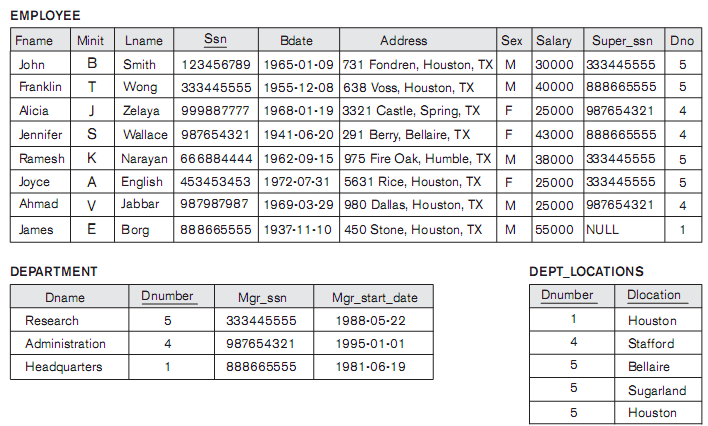 EMPLOYEE
Fname Minit Lname Ssn Bdate Address Sex Salary Super_ssn Dno
John B Smith 123456789 1965-01-09 731 Fondren, Houston, TX M 30000 333445555 5
Franklin T Wong 333445555 1955-12-08 638 Voss, Houston, TX M 40000 888665555 5
Alicia J Zelaya 999887777 1968-01-19 3321 Castle, Spring, TX F 25000 987654321 4
Jennifer S Wallace 987654321 1941-06-20 291 Berry, Bellaire, TX F 43000 888665555 4
Ramesh K Narayan 666884444 1962-09-15 975 Fire Oak, Humble, TX M 38000 333445555 5
Joyce A English 453453453 1972-07-31 5631 Rice, Houston, TX F 25000 333445555 5
Ahmad V Jabbar 987987987 1969-03-29 980 Dallas, Houston, TX M 25000 987654321 4
James E Borg 888665555 1937-11-10 450 Stone, Houston, TX M 55000 NULL 1
DEPARTMENT
Dname Dnumber Mgr_ssn Mgr_start_date
Research 5 333445555 1988-05-22
Administration 4 987654321 1995-01-01
Headquarters 1 888665555 1981-06-19
DEPT_LOCATIONS
Dnumber Dlocation
1 Houston
4 Stafford
5 Bellaire
5 Sugarland
5 Houston